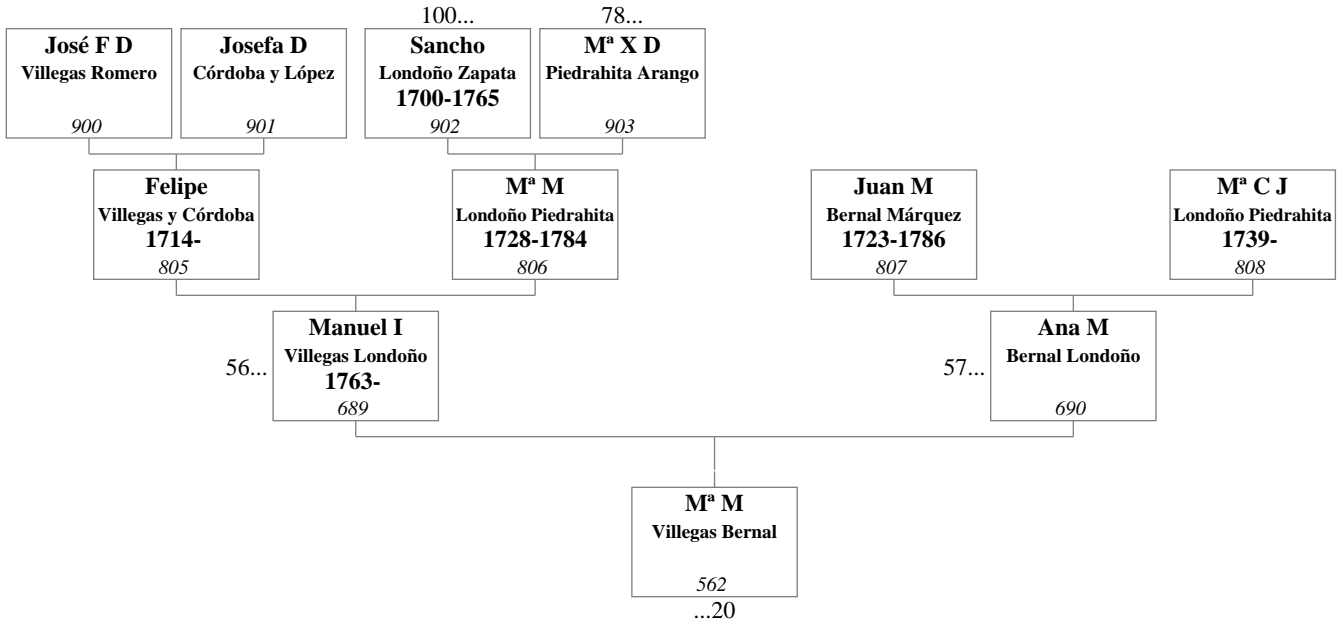 100...
78...
José F D
Villegas Romero
900
Josefa D
Córdoba y López
901
Sancho
Londoño Zapata
1700-1765
902
Mª X D
Piedrahita Arango
903
Felipe
Villegas y Córdoba
1714-
805
Mª M
Londoño Piedrahita
1728-1784
806
Juan M
Bernal Márquez
1723-1786
807
Mª C J
Londoño Piedrahita
1739-
808
56...
Manuel I
Villegas Londoño
1763-
689
57...
Ana M
Bernal Londoño
690
Mª M
Villegas Bernal
562
...20